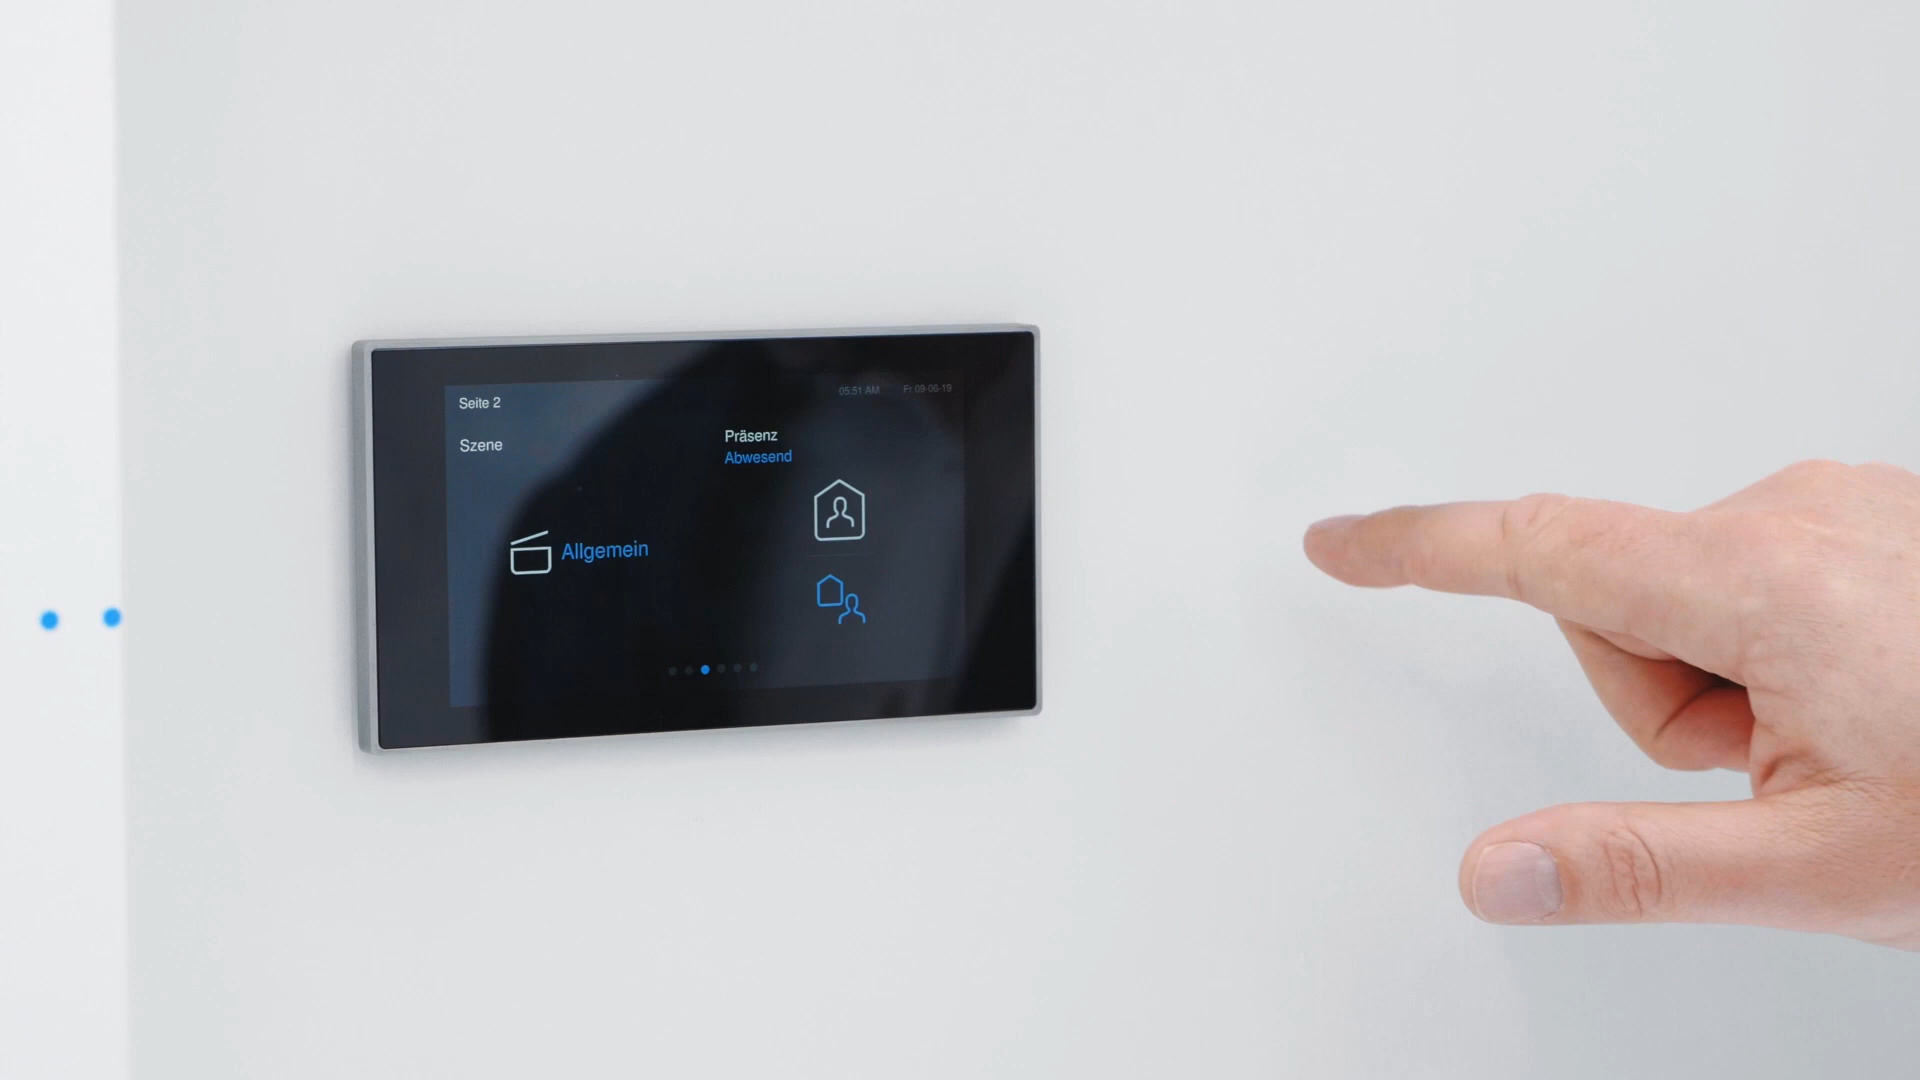 Seite 2
05:51 AM Fr 09-06-19
Szene
Präsenz
Abwesend
Allgemein